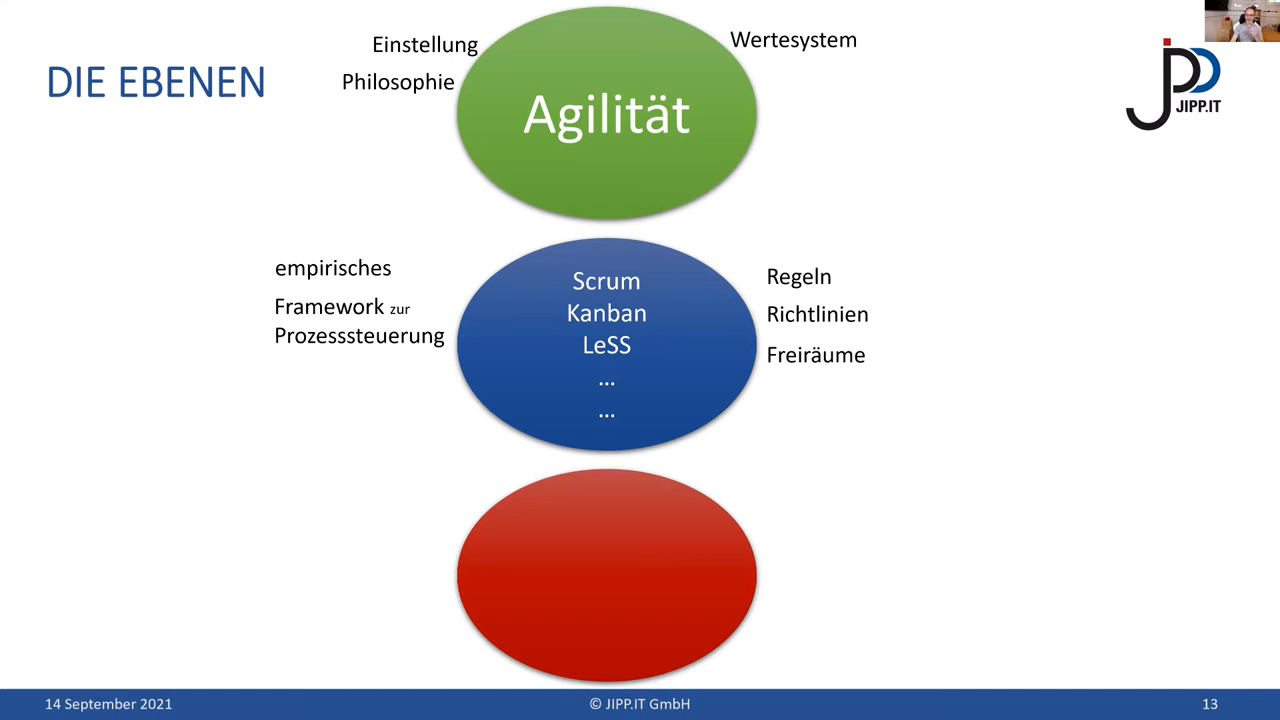 DIE EBENEN
Einstellung
Philosophie
Agilität
Wertesystem
JIPP.IT
empirisches
Framework zur
Prozesssteuerung
Scrum
Kanban
LeSS
...
...
Regeln
Richtlinien
Freiräume
14 September 2021
© JIPP.IT GmbH
13